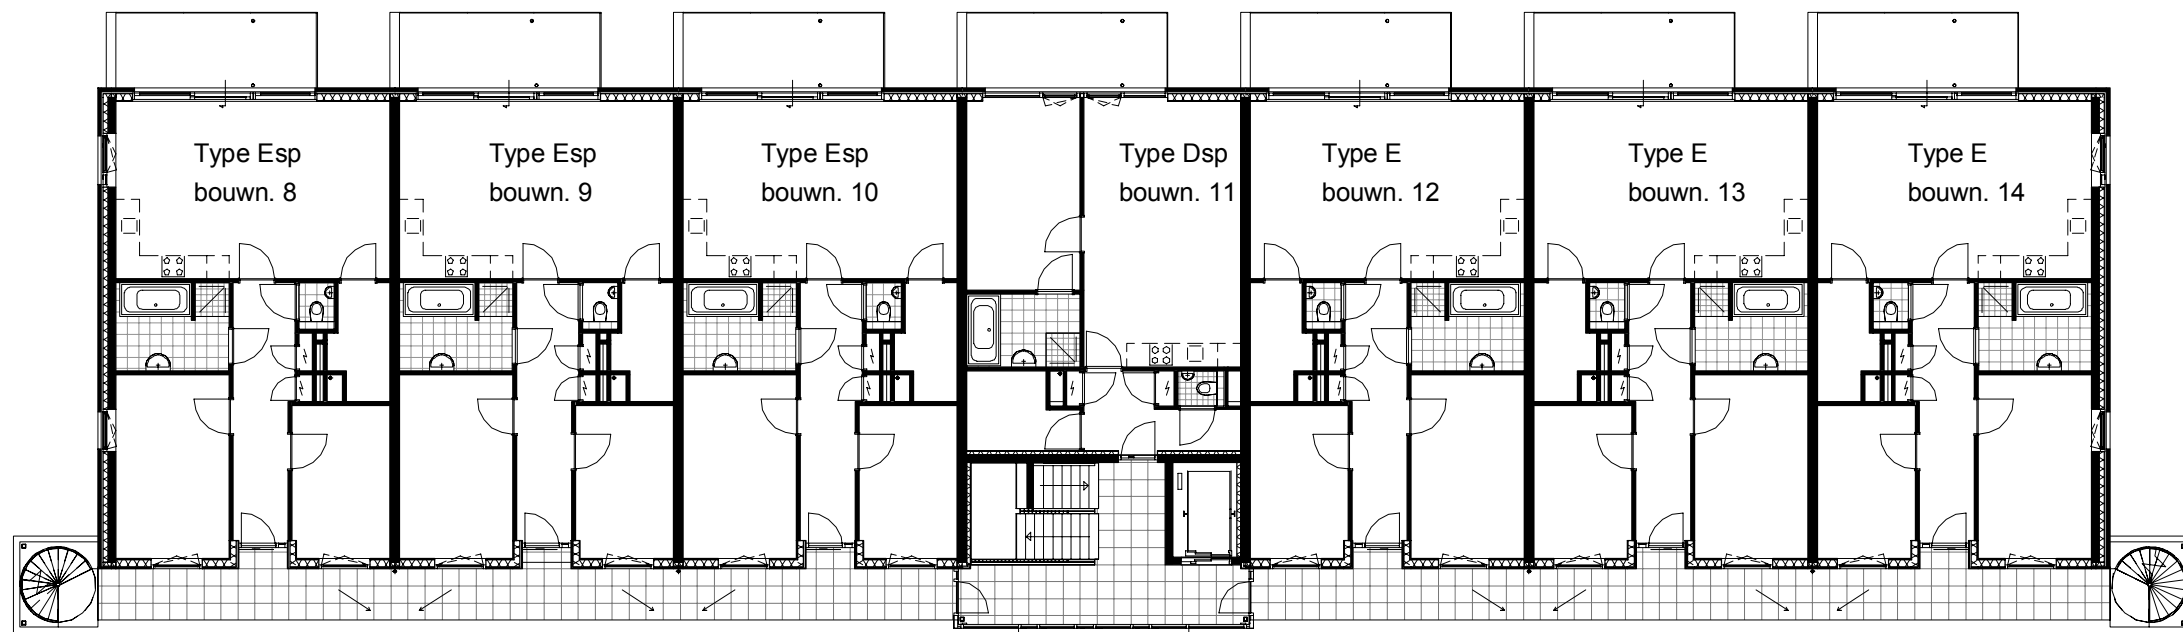 Type Esp
bouwn. 8
Type Esp
bouwn. 9
Type Esp
bouwn. 10
Type Dsp
bouwn. 11
Type E
bouwn. 12
Type E
bouwn. 13
Type E
bouwn. 14